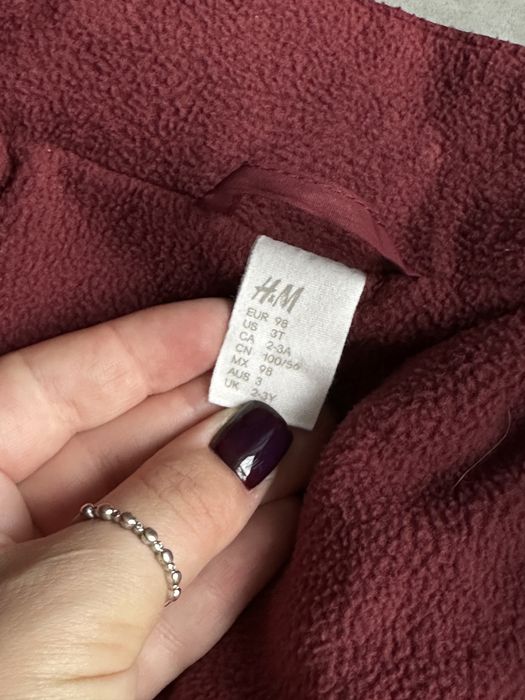 H&M
EUR 98
US 3T
CA 2-3A
CN 100/56
MX 98
AUS 3
UK 2-3Y